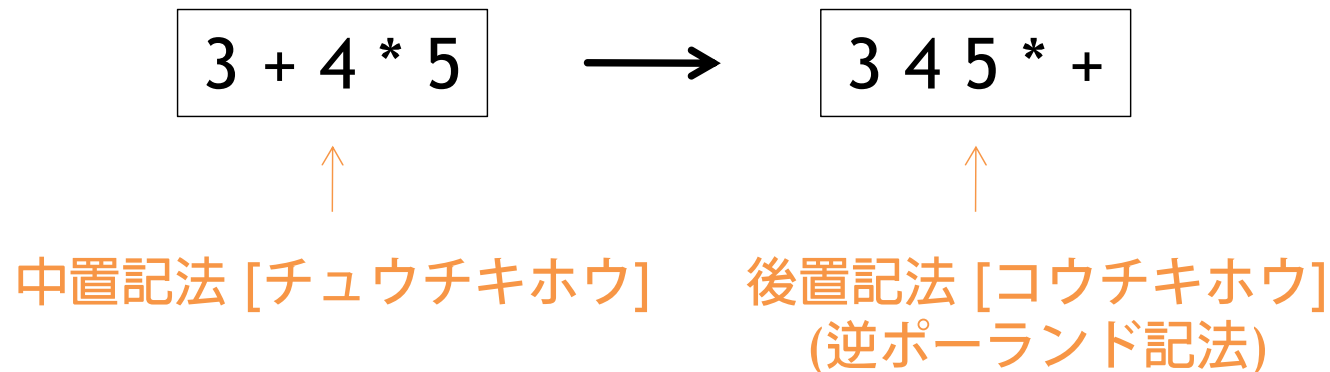 3 + 4 * 5
3 4 5 * +
中置記法 [チュウチキホウ]
後置記法 [コウチキホウ]
(逆ポーランド記法)